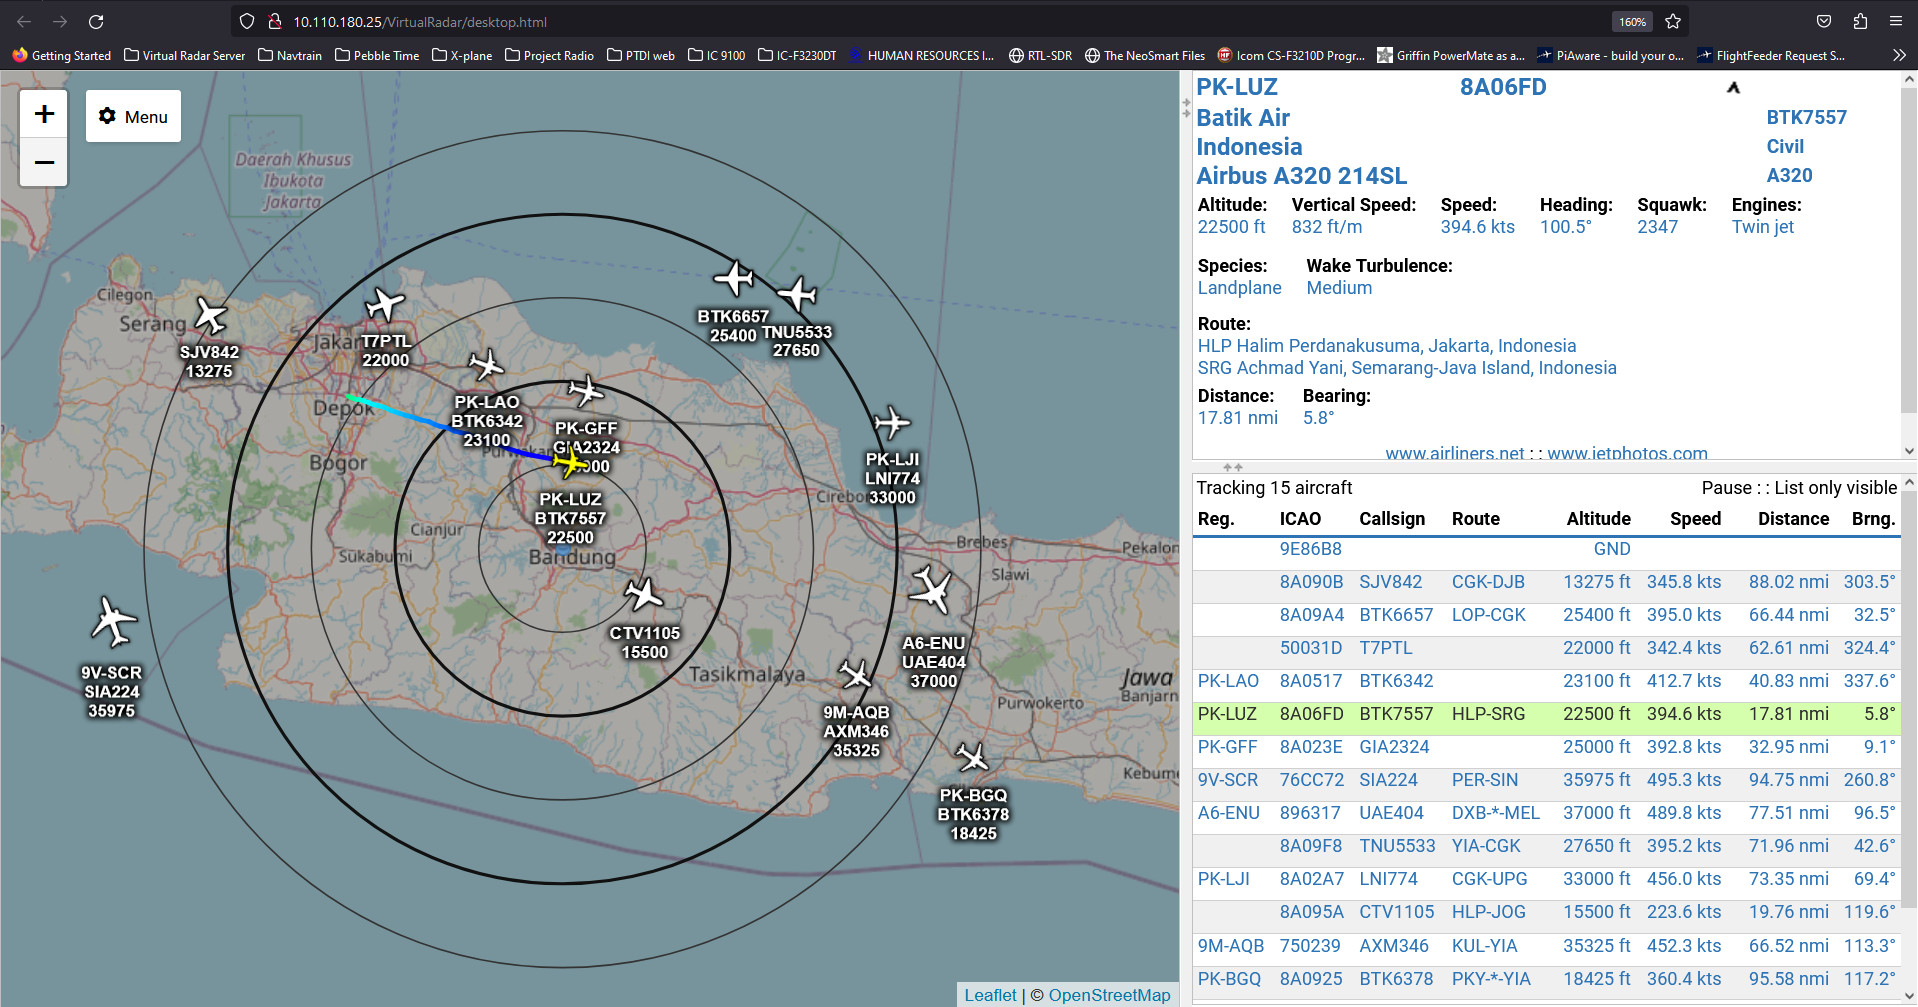 10.110.180.25/VirtualRadar/desktop.html
160%
Getting Started
Virtual Radar Server
Navtrain
Pebble Time
X-plane
Project Radio
PTDI web
IC 9100
IC-F3230DT
HUMAN RESOURCES I...
RTL-SDR
The NeoSmart Files
Icom CS-F3210D Progr...
Griffin PowerMate as a...
PiAware - build your o...
FlightFeeder Request S...
+
Menu
−
Daerah Khusus
Ibukota
Jakarta
Cilegon
Serang
SJV842
13275
Jakar
T7PTL
22000
BTK6657
25400
TNU5533
27650
Depok
PK-LAO
BTK6342
23100
PK-GFF
GIA2324
Bogor
PK-LJI
LNI774
33000
Cirebon
PK-LUZ
BTK7557
22500
Cianjur
Sukabumi
Bandung
Brebes
Pekalon
Slawi
CTV1105
15500
A6-ENU
UAE404
37000
9V-SCR
SIA224
35975
Tasikmalaya
Jawa
Banjarn
Purwokerto
9M-AQB
AXM346
35325
Kebume
PK-BGQ
BTK6378
18425
Leaflet | © OpenStreetMap
PK-LUZ 8A06FD
Batik Air BTK7557
Indonesia Civil
Airbus A320 214SL A320
Altitude: Vertical Speed: Speed: Heading: Squawk: Engines:
22500 ft 832 ft/m 394.6 kts 100.5° 2347 Twin jet
Species: Wake Turbulence:
Landplane Medium
Route:
HLP Halim Perdanakusuma, Jakarta, Indonesia
SRG Achmad Yani, Semarang-Java Island, Indonesia
Distance: Bearing:
17.81 nmi 5.8°
www.airliners.net : : www.jetphotos.com
Tracking 15 aircraft Pause : : List only visible
Reg. ICAO Callsign Route Altitude Speed Distance Brng.
9E86B8 GND
8A090B SJV842 CGK-DJB 13275 ft 345.8 kts 88.02 nmi 303.5°
8A09A4 BTK6657 LOP-CGK 25400 ft 395.0 kts 66.44 nmi 32.5°
50031D T7PTL 22000 ft 342.4 kts 62.61 nmi 324.4°
PK-LAO 8A0517 BTK6342 23100 ft 412.7 kts 40.83 nmi 337.6°
PK-LUZ 8A06FD BTK7557 HLP-SRG 22500 ft 394.6 kts 17.81 nmi 5.8°
PK-GFF 8A023E GIA2324 25000 ft 392.8 kts 32.95 nmi 9.1°
9V-SCR 76CC72 SIA224 PER-SIN 35975 ft 495.3 kts 94.75 nmi 260.8°
A6-ENU 896317 UAE404 DXB-*-MEL 37000 ft 489.8 kts 77.51 nmi 96.5°
8A09F8 TNU5533 YIA-CGK 27650 ft 395.2 kts 71.96 nmi 42.6°
PK-LJI 8A02A7 LNI774 CGK-UPG 33000 ft 456.0 kts 73.35 nmi 69.4°
8A095A CTV1105 HLP-JOG 15500 ft 223.6 kts 19.76 nmi 119.6°
9M-AQB 750239 AXM346 KUL-YIA 35325 ft 452.3 kts 66.52 nmi 113.3°
PK-BGQ 8A0925 BTK6378 PKY-*-YIA 18425 ft 360.4 kts 95.58 nmi 117.2°